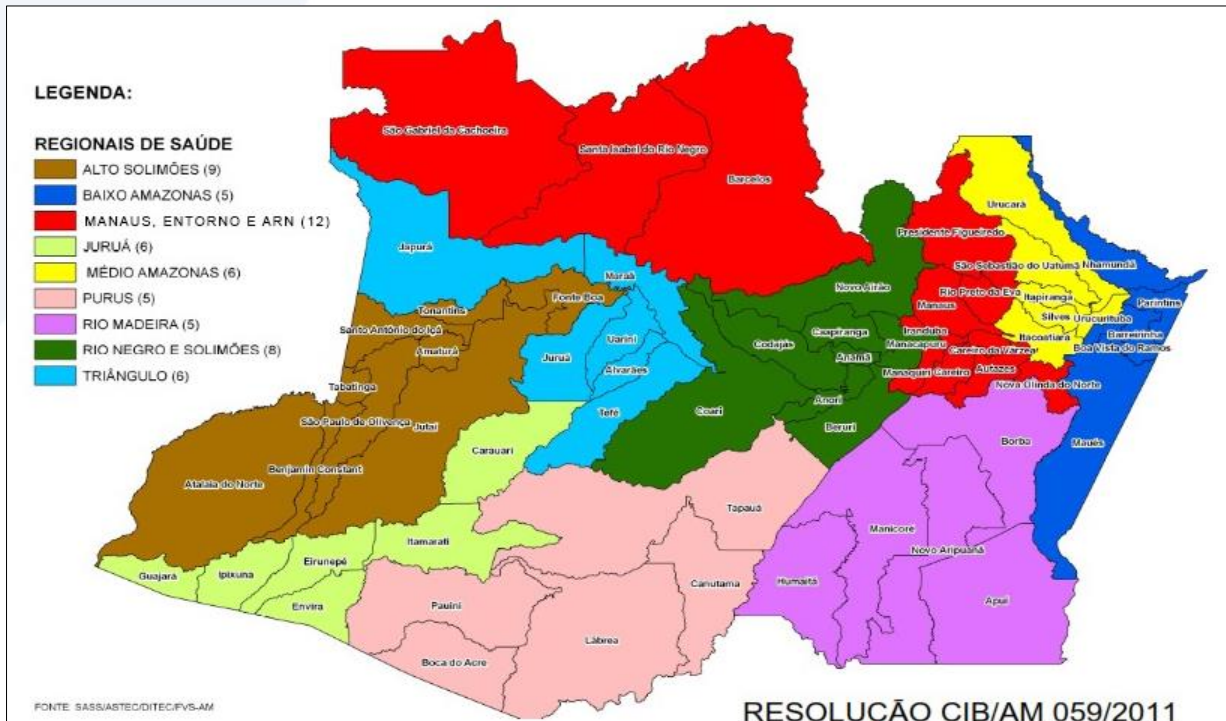 LEGENDA:
REGIONAIS DE SAÚDE
ALTO SOLIMÕES (9)
BAIXO AMAZONAS (5)
MANAUS, ENTORNO E ARN (12)
JURUÁ (6)
MÉDIO AMAZONAS (6)
PURUS (5)
RIO MADEIRA (5)
RIO NEGRO E SOLIMÕES (8)
TRIÂNGULO (6)
São Gabriel da Cachoeira
Santa Isabel do Rio Negro
Barcelos
Urucará
Presidente Figueiredo
Japurá
Maraã
São Sebastião do Uatumã
Nhamundá
Novo Airão
Rio Preto da Eva
Fonte Boa
Itapiranga
Parintins
Tonantins
Manaus
Silves
Urucurituba
Santo Antônio do Içá
Uarini
Caapiranga
Iranduba
Barreirinha
Itacoatiara
Codajás
Manacapuru
Boa Vista do Ramos
Amaturá
Juruá
Anamã
Careiro da Varzea
Alvarães
Manaquiri
Careiro
Autazes
Tabatinga
Nova Olinda do Norte
Anori
Tefé
Coari
São Paulo de Olivença
Jutaí
Beruri
Carauari
Borba
Maués
Benjamin Constant
Atalaia do Norte
Tapauá
Manicoré
Itamarati
Novo Aripuanã
Eirunepé
Guajará
Ipixuna
Humaitá
Canutama
Apuí
Envira
Pauini
Lábrea
Boca do Acre
FONTE: SASS/ASTEC/DITEC/FVS-AM
RESOLUÇÃO CIB/AM 059/2011